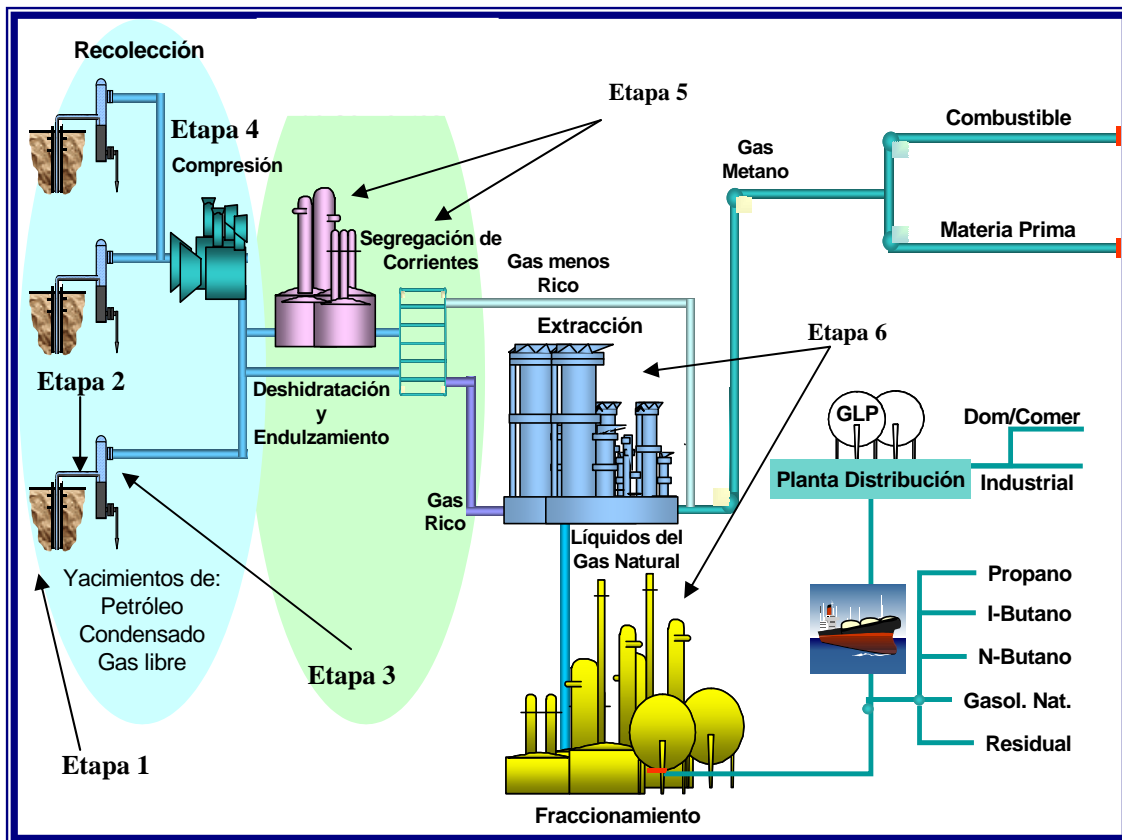 Recolección
Etapa 4
Compresión
Etapa 5
Segregación de
Corrientes
Gas
Metano
Combustible
Materia Prima
Gas menos
Rico
Extracción
Etapa 6
Etapa 2
Deshidratación
y
Endulzamiento
GLP
Dom/Comer
Planta Distribución
Industrial
Gas
Rico
Líquidos del
Gas Natural
Yacimientos de:
Petróleo
Condensado
Gas libre
Etapa 3
Etapa 1
Propano
I-Butano
N-Butano
Gasol. Nat.
Residual
Fraccionamiento